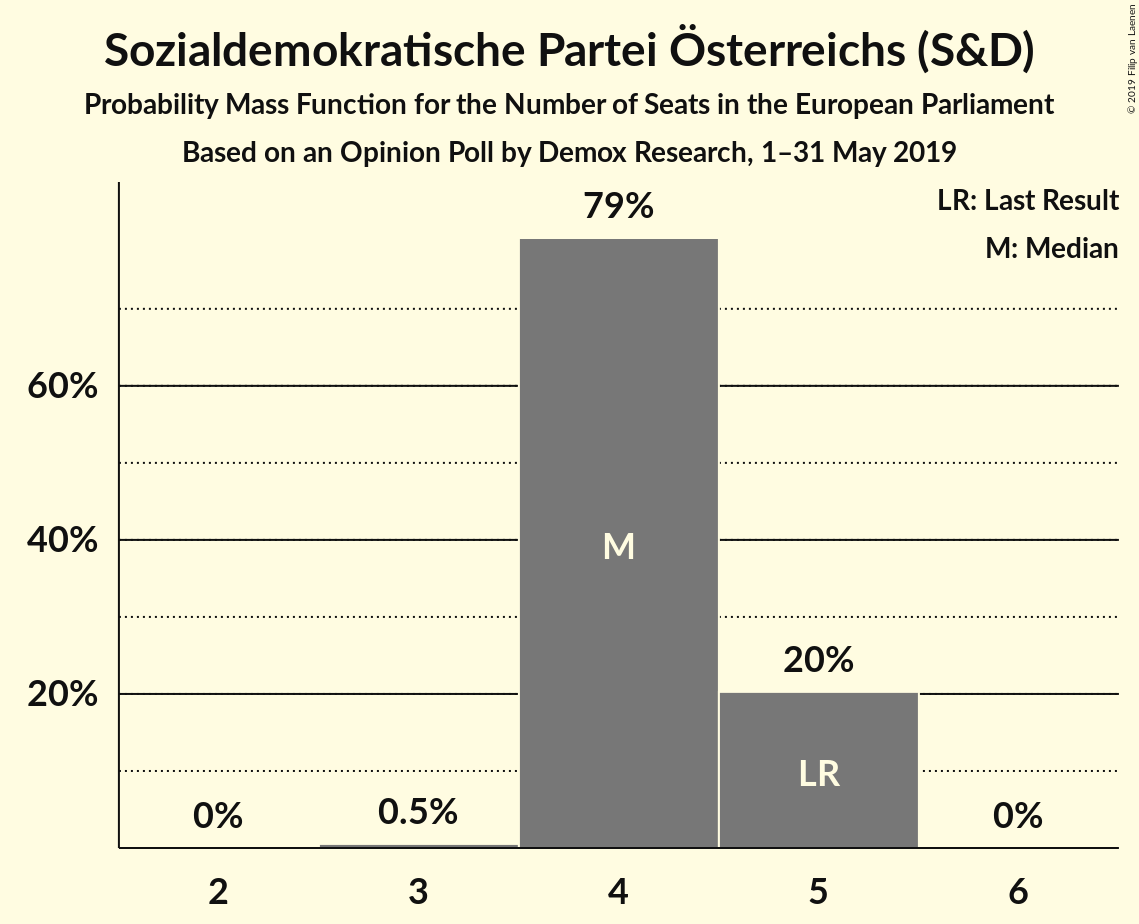 Sozialdemokratische Partei Österreichs (S&D)
Probability Mass Function for the Number of Seats in the European Parliament
Based on an Opinion Poll by Demox Research, 1–31 May 2019
© 2019 Filip van Laenen
LR: Last Result
M: Median
79%
60%
40%
20%
M
20%
LR
0%
0.5%
0%
2
3
4
5
6